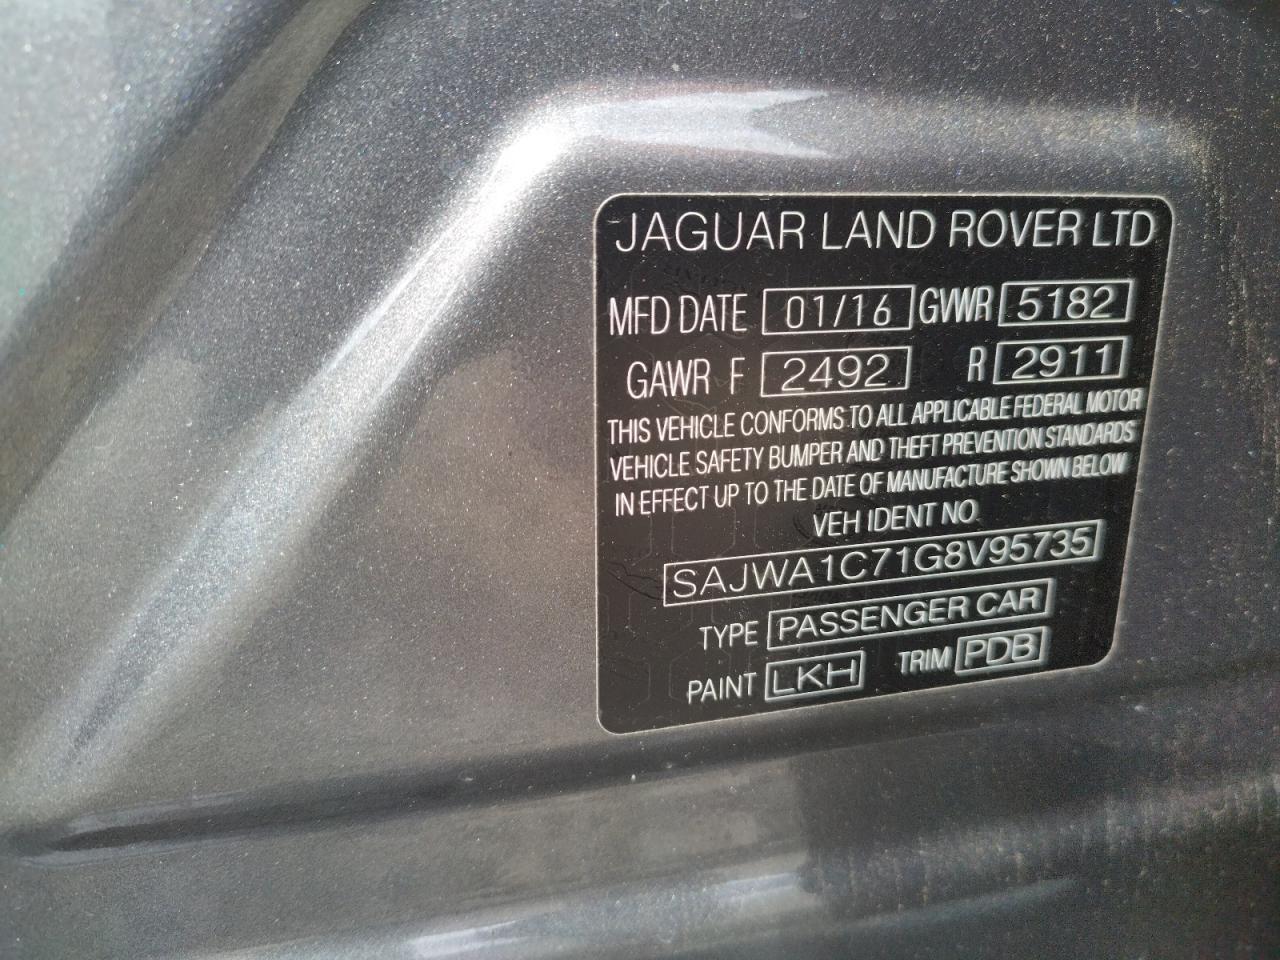 JAGUAR LAND ROVER LTD
MFD DATE 01/16 GVWR 5182
GAWR F 2492 R 2911
THIS VEHICLE CONFORMS TO ALL APPLICABLE FEDERAL MOTOR
VEHICLE SAFETY BUMPER AND THEFT PREVENTION STANDARDS
IN EFFECT UP TO THE DATE OF MANUFACTURE SHOWN BELOW
VEH IDENT NO.
SAJWA1C71G8V95735
TYPE PASSENGER CAR
PAINT LKH TRIM PDB